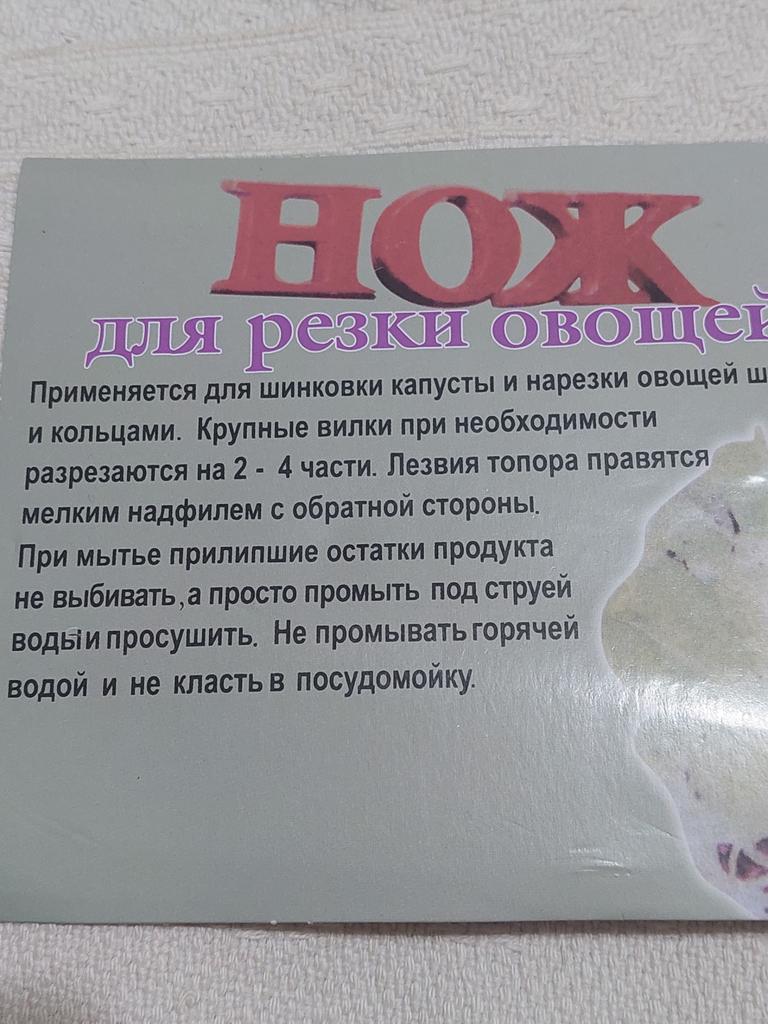 НОЖ
для резки овощей
Применяется для шинковки капусты и нарезки овощей
и кольцами. Крупные вилки при необходимости
разрезаются на 2 - 4 части. Лезвия топора правятся
мелким надфилем с обратной стороны.
При мытье прилипшие остатки продукта
не выбивать,а просто промыть под струей
воды и просушить. Не промывать горячей
водой и не класть в посудомойку.